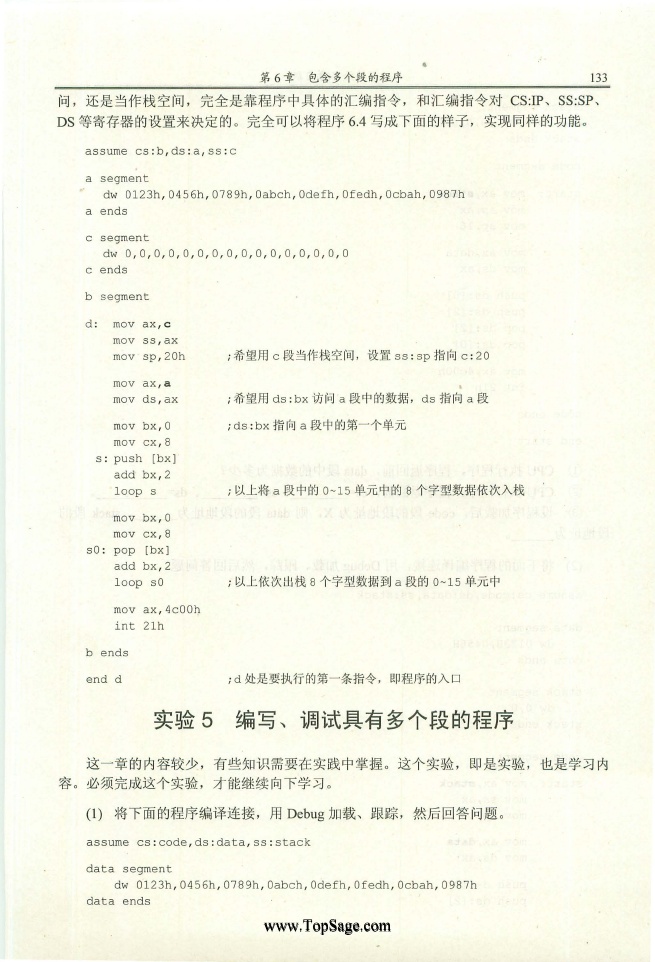 第 6 章 包含多个段的程序 133
问，还是当作栈空间，完全是靠程序中具体的汇编指令，和汇编指令对 CS:IP、SS:SP、
DS 等寄存器的设置来决定的。完全可以将程序 6.4 写成下面的样子，实现同样的功能。
assume cs:b,ds:a,ss:c
a segment
dw 0123h,0456h,0789h,0abch,0defh,0fedh,0cbah,0987h
a ends
c segment
dw 0,0,0,0,0,0,0,0,0,0,0,0,0,0,0,0
c ends
b segment
d: mov ax,c
mov ss,ax
mov sp,20h ;希望用 c 段当作栈空间，设置 ss:sp 指向 c:20
mov ax,a
mov ds,ax ;希望用 ds:bx 访问 a 段中的数据，ds 指向 a 段
mov bx,0 ;ds:bx 指向 a 段中的第一个单元
mov cx,8
s: push [bx]
add bx,2
loop s ;以上将 a 段中的 0~15 单元中的 8 个字型数据依次入栈
mov bx,0
mov cx,8
s0: pop [bx]
add bx,2
loop s0 ;以上依次出栈 8 个字型数据到 a 段的 0~15 单元中
mov ax,4c00h
int 21h
b ends
end d ;d 处是要执行的第一条指令，即程序的入口
实验 5 编写、调试具有多个段的程序
这一章的内容较少，有些知识需要在实践中掌握。这个实验，即是实验，也是学习内
容。必须完成这个实验，才能继续向下学习。
(1) 将下面的程序编译连接，用 Debug 加载、跟踪，然后回答问题。
assume cs:code,ds:data,ss:stack
data segment
dw 0123h,0456h,0789h,0abch,0defh,0fedh,0cbah,0987h
data ends
www.TopSage.com